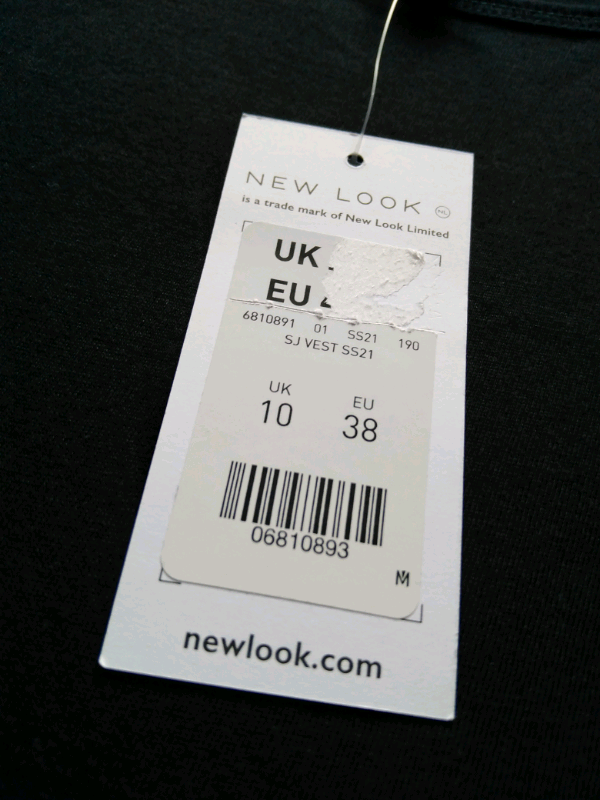 NEW LOOK NL
is a trade mark of New Look Limited
UK
EU
6810891 01 SS21 190
SJ VEST SS21
UK EU
10 38
06810893
M
newlook.com